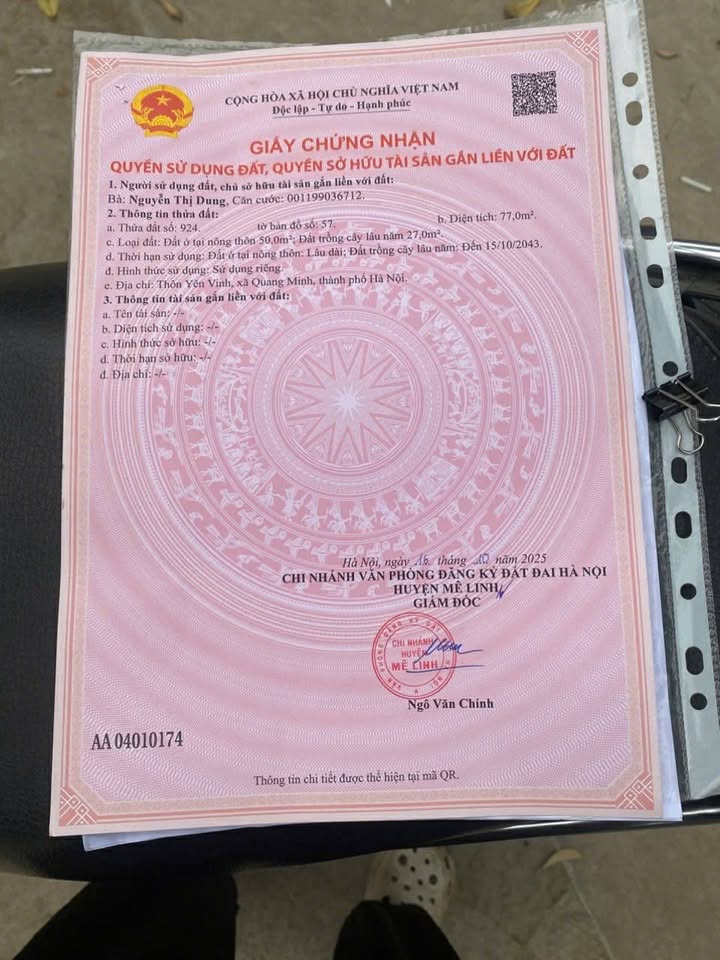 CỘNG HÒA XÃ HỘI CHỦ NGHĨA VIỆT NAM
Độc lập - Tự do - Hạnh phúc
GIẤY CHỨNG NHẬN
QUYỀN SỬ DỤNG ĐẤT, QUYỀN SỞ HỮU TÀI SẢN GẮN LIỀN VỚI ĐẤT
1. Người sử dụng đất, chủ sở hữu tài sản gắn liền với đất:
Bà: Nguyễn Thị Dung, Căn cước: 001199036712.
2. Thông tin thửa đất:
a. Thửa đất số: 924. tờ bản đồ số: 57. b. Diện tích: 77,0m².
c. Loại đất: Đất ở tại nông thôn 50,0m²; Đất trồng cây lâu năm 27,0m².
d. Thời hạn sử dụng: Đất ở tại nông thôn: Lâu dài; Đất trồng cây lâu năm: Đến 15/10/2043.
đ. Hình thức sử dụng: Sử dụng riêng.
e. Địa chỉ: Thôn Yên Vinh, xã Quang Minh, thành phố Hà Nội.
3. Thông tin tài sản gắn liền với đất:
a. Tên tài sản: -/-
b. Diện tích sử dụng: -/-
c. Hình thức sở hữu: -/-
d. Thời hạn sở hữu: -/-
đ. Địa chỉ: -/-
Hà Nội, ngày 16 tháng năm 2025
CHI NHÁNH VĂN PHÒNG ĐĂNG KÝ ĐẤT ĐAI HÀ NỘI
HUYỆN MÊ LINH
GIÁM ĐỐC
CHI NHÁNH
HUYỆN
MÊ LINH
Ngô Văn Chính
AA 04010174
Thông tin chi tiết được thể hiện tại mã QR.